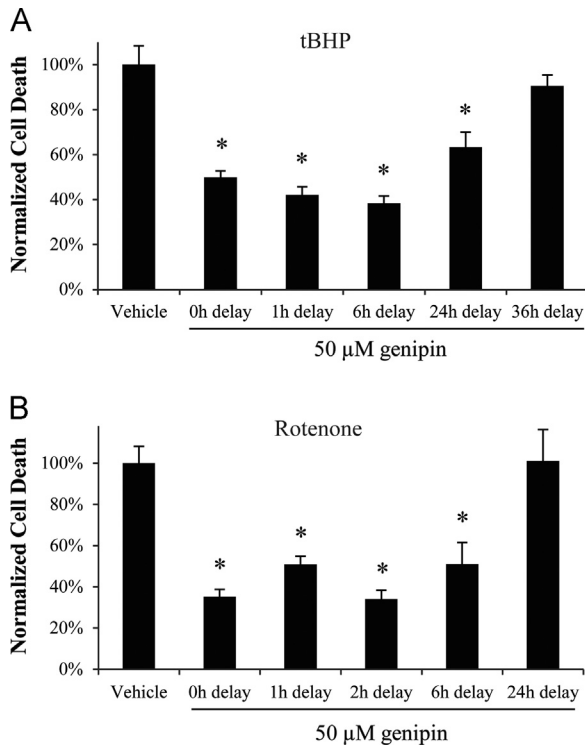 A
tBHP
Normalized Cell Death
100%
80%
60%
40%
20%
0%
* * * *
Vehicle 0h delay 1h delay 6h delay 24h delay 36h delay
50 µM genipin
B
Rotenone
Normalized Cell Death
100%
80%
60%
40%
20%
0%
* * * *
Vehicle 0h delay 1h delay 2h delay 6h delay 24h delay
50 µM genipin